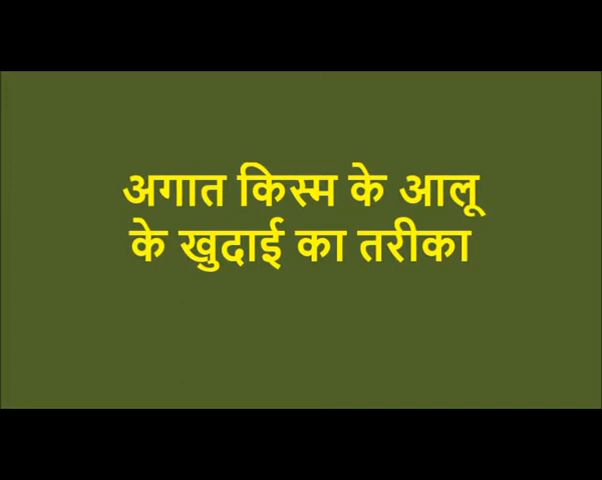 अगात किस्म के आलू
के खुदाई का तरीका